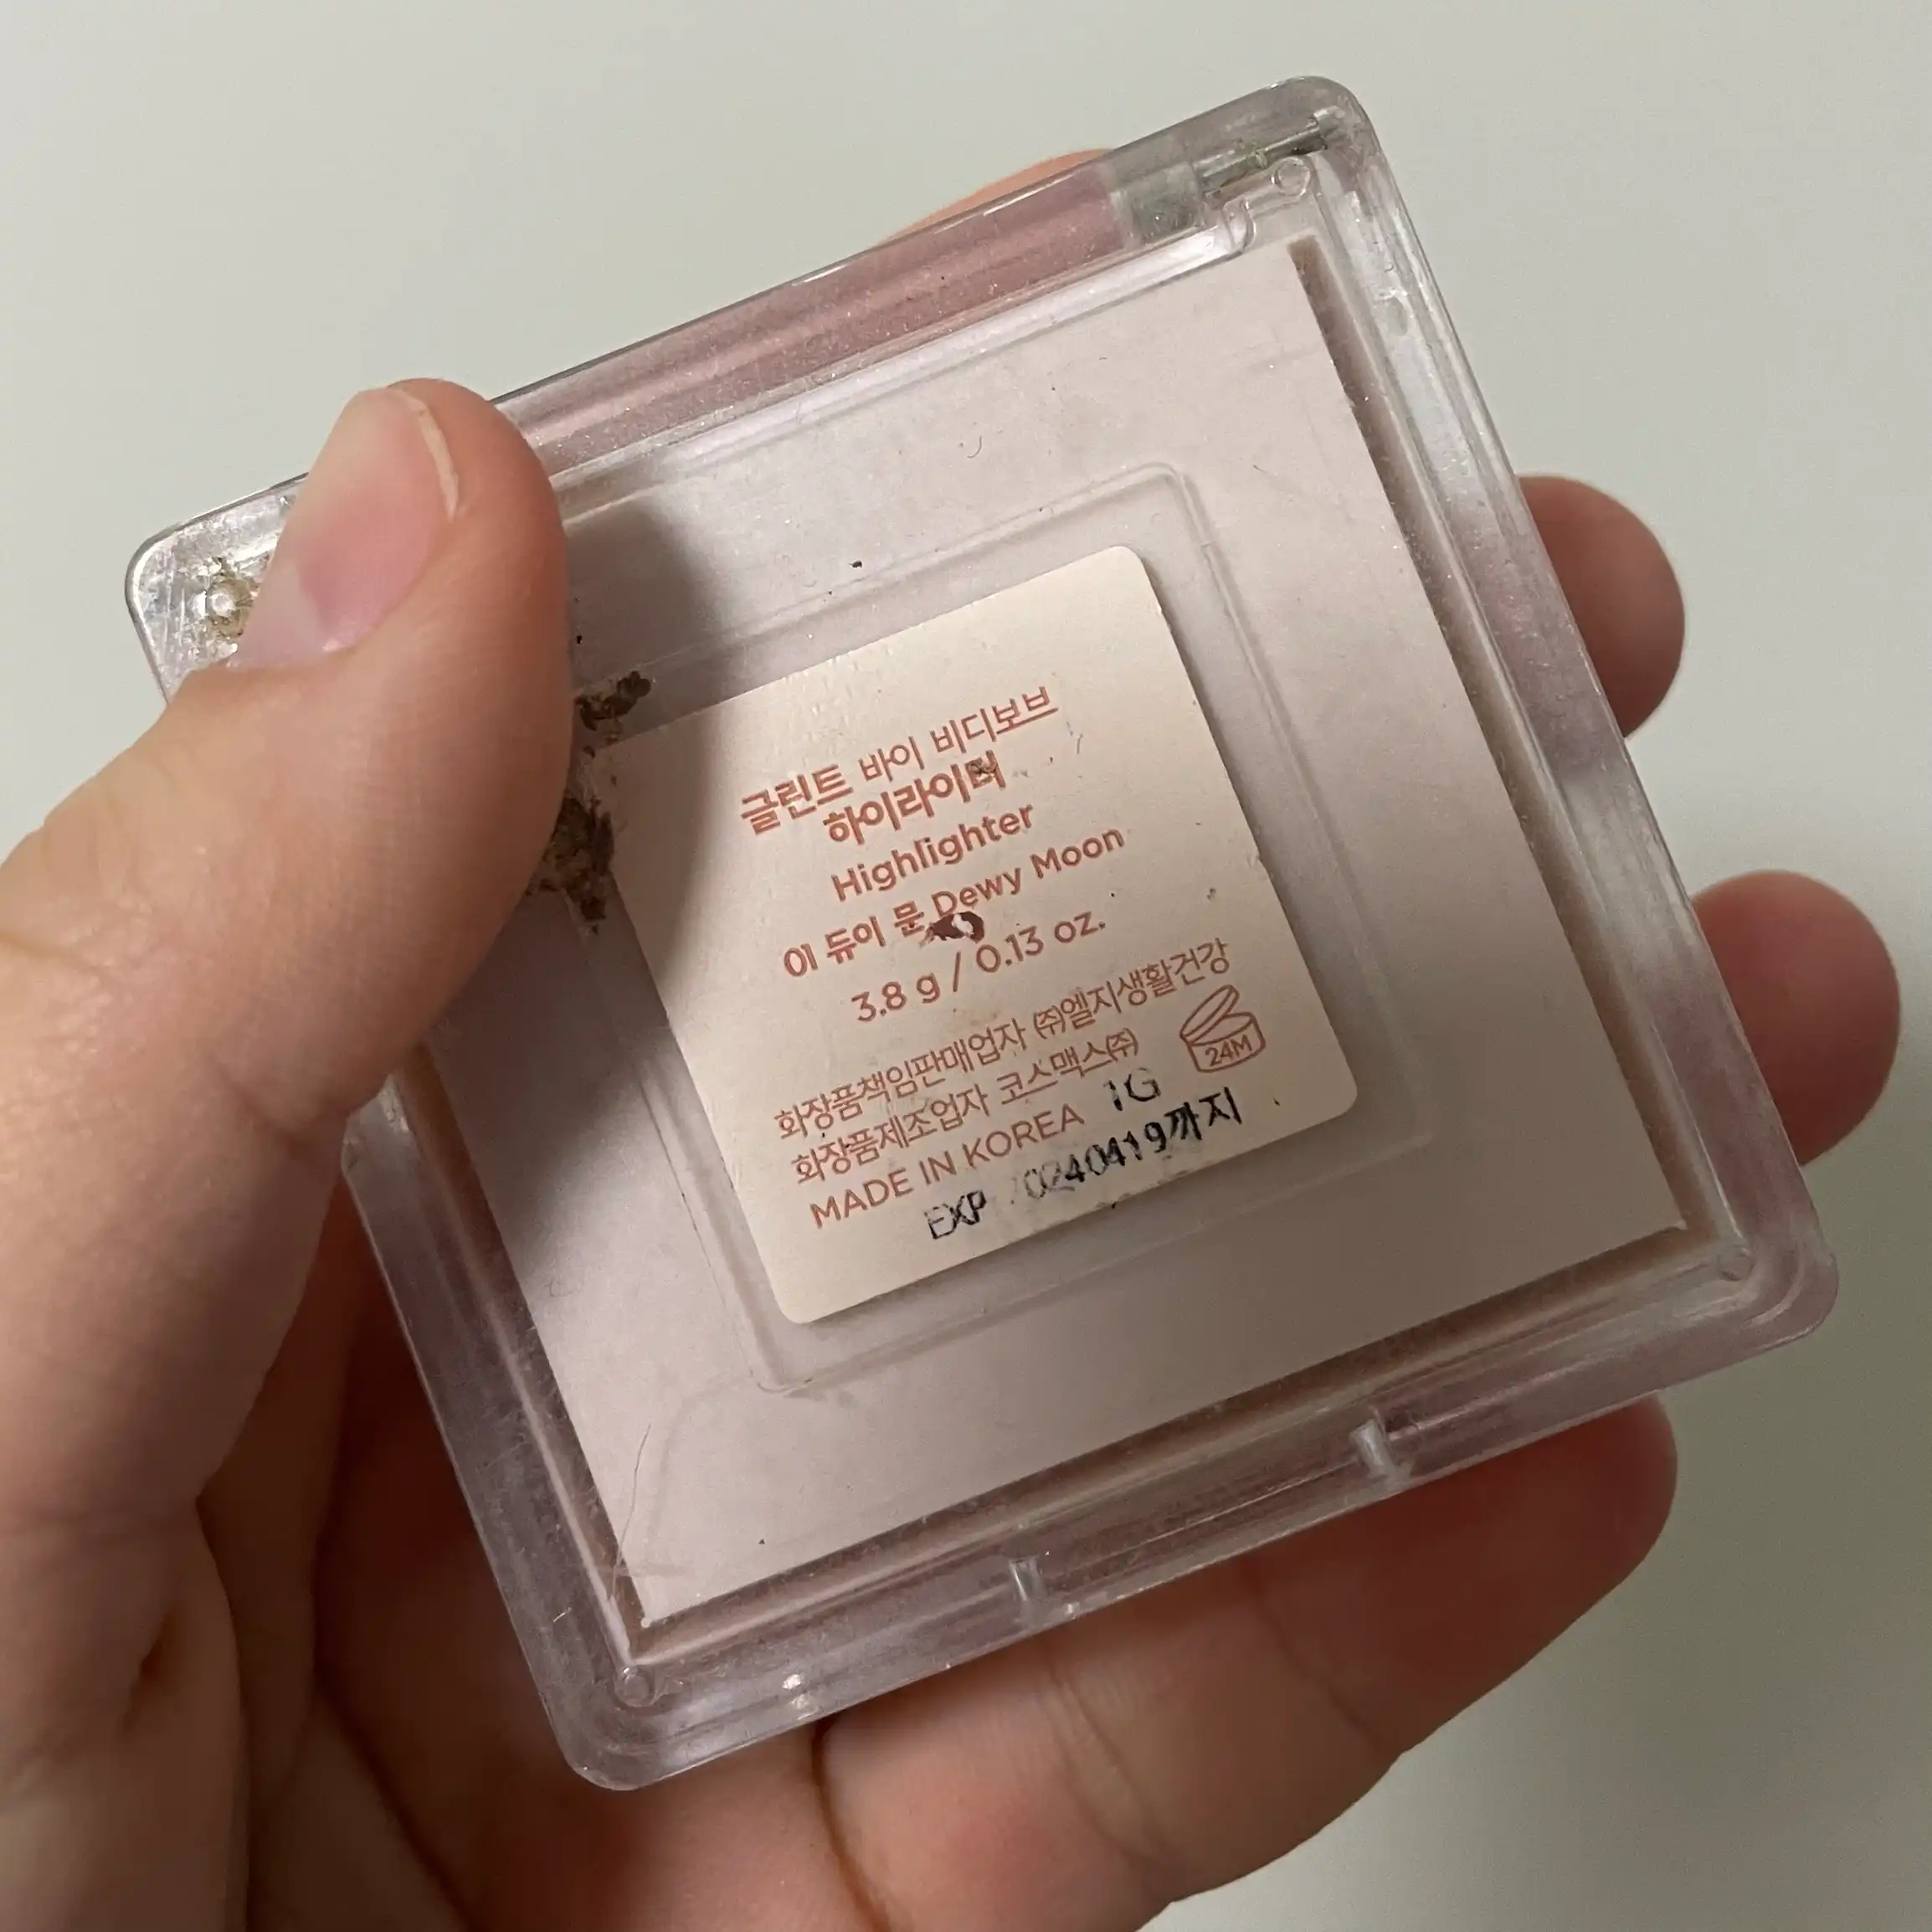 글린트 바이 비디보브
하이라이터
Highlighter
01 듀이 문 Dewy Moon
3.8 g / 0.13 oz.
화장품책임판매업자 ㈜엘지생활건강
화장품제조업자 코스맥스㈜
24M
MADE IN KOREA 1G
EXP 20240419까지